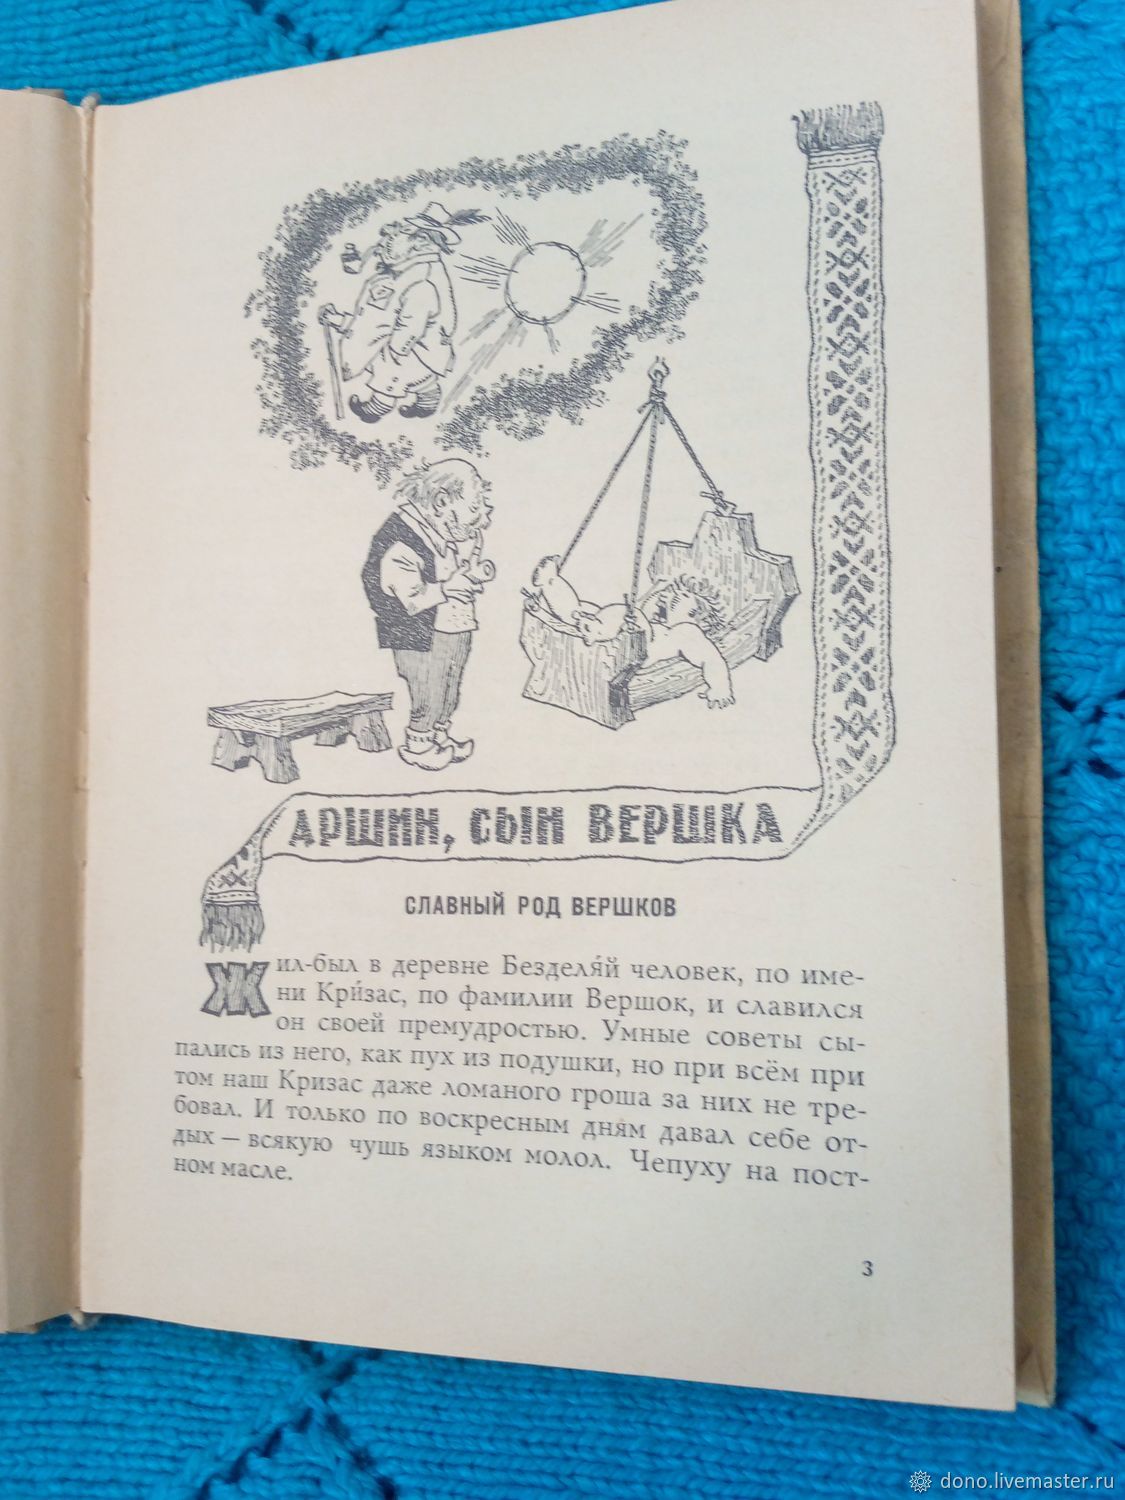 АРШИН, СЫН ВЕРШКА
СЛАВНЫЙ РОД ВЕРШКОВ
Жил-был в деревне Безделя́й человек, по име-
ни Кри́зас, по фамилии Вершок, и славился
он своей премудростью. Умные советы сы-
пались из него, как пух из подушки, но при всём при
том наш Кризас даже ломаного гроша за них не тре-
бовал. И только по воскресным дням давал себе от-
дых — всякую чушь языком молол. Чепуху на пост-
ном масле.
3
dono.livemaster.ru